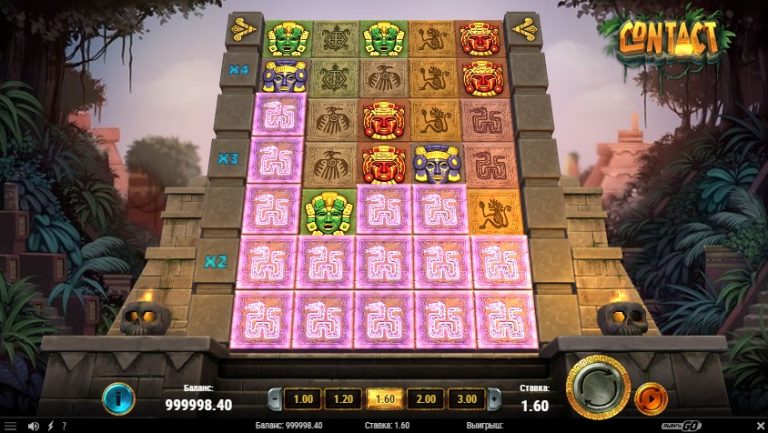 CONTACT
X4
X3
X2
Баланс:
999998.40
1.00
1.20
1.60
2.00
3.00
Ставка:
1.60
?
Баланс: 999998.40
Ставка: 1.60
Выигрыш:
PLAY'N GO